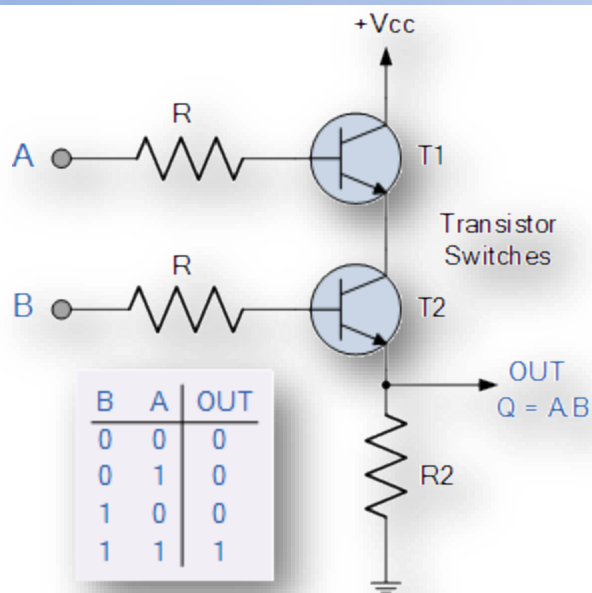 +Vcc
R
A
T1
Transistor
Switches
R
B
T2
OUT
Q = A.B
B A OUT
0 0 0
0 1 0
1 0 0
1 1 1
R2